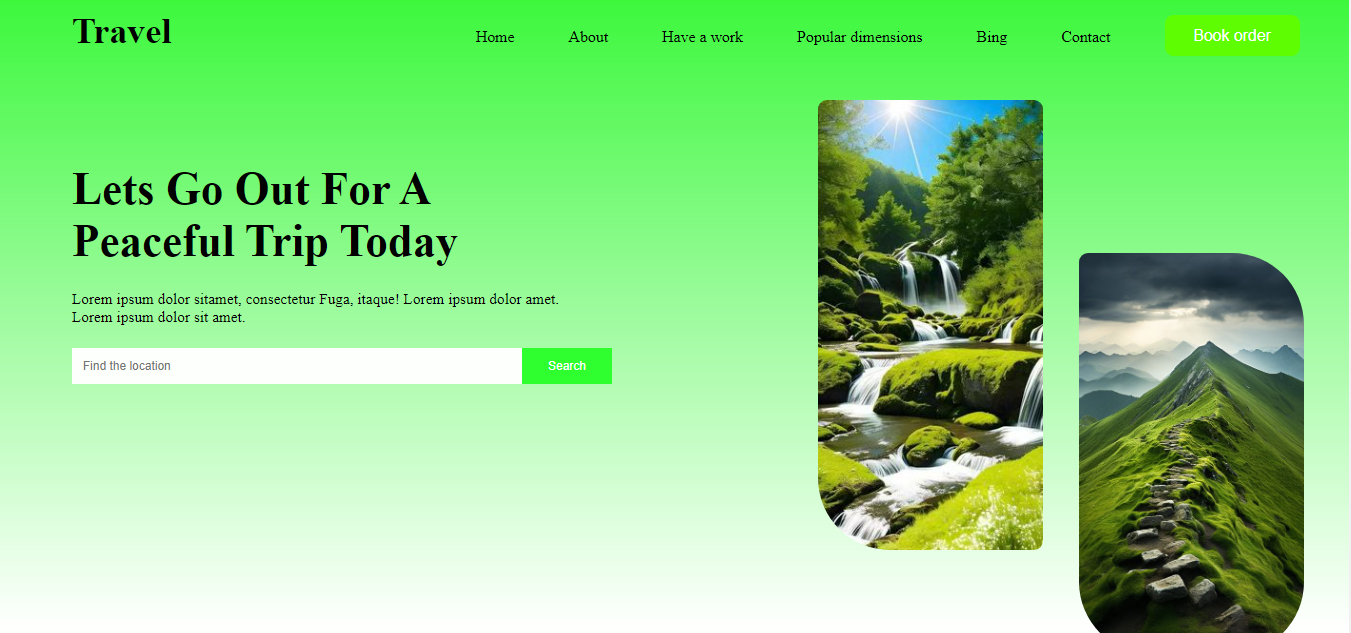 Travel
Home
About
Have a work
Popular dimensions
Bing
Contact
Book order
Lets Go Out For A
Peaceful Trip Today
Lorem ipsum dolor sitamet, consectetur Fuga, itaque! Lorem ipsum dolor amet.
Lorem ipsum dolor sit amet.
Find the location
Search